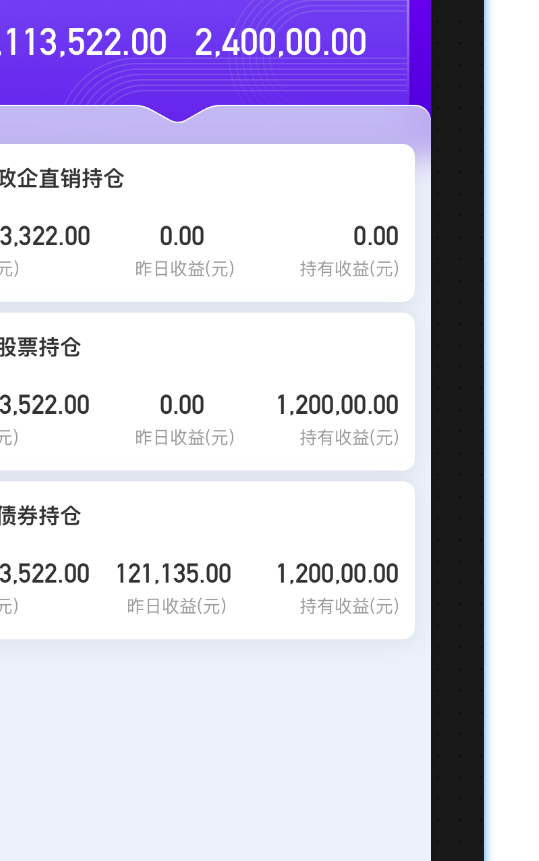 113,522.00 2,400,00.00
政企直销持仓
3,322.00 0.00 0.00
元) 昨日收益(元) 持有收益(元)
股票持仓
3,522.00 0.00 1,200,00.00
元) 昨日收益(元) 持有收益(元)
债券持仓
3,522.00 121,135.00 1,200,00.00
元) 昨日收益(元) 持有收益(元)